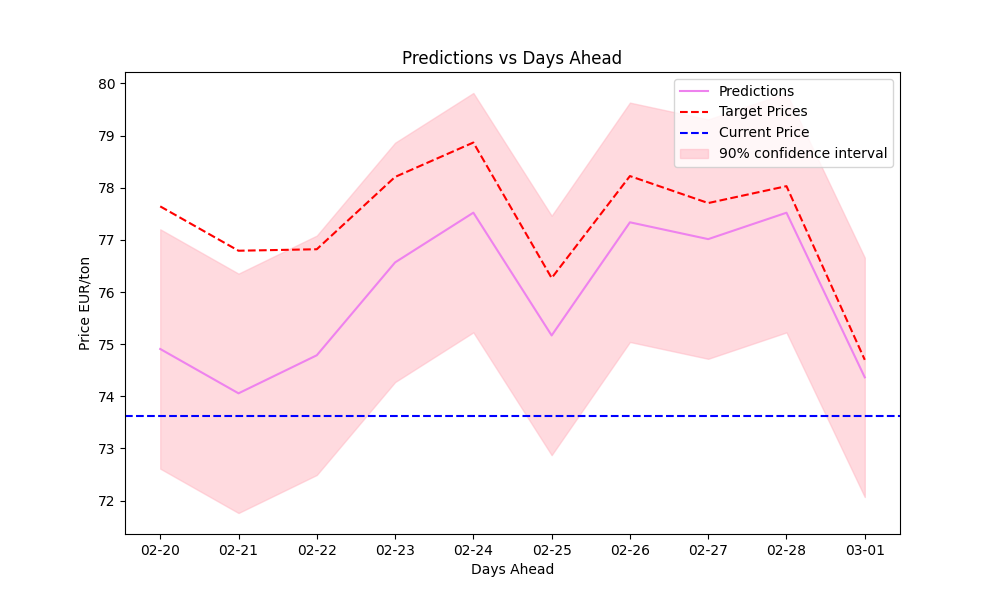 Predictions vs Days Ahead
Predictions
Target Prices
Current Price
90% confidence interval
Price EUR/ton
80
79
78
77
76
75
74
73
72
02-20 02-21 02-22 02-23 02-24 02-25 02-26 02-27 02-28 03-01
Days Ahead